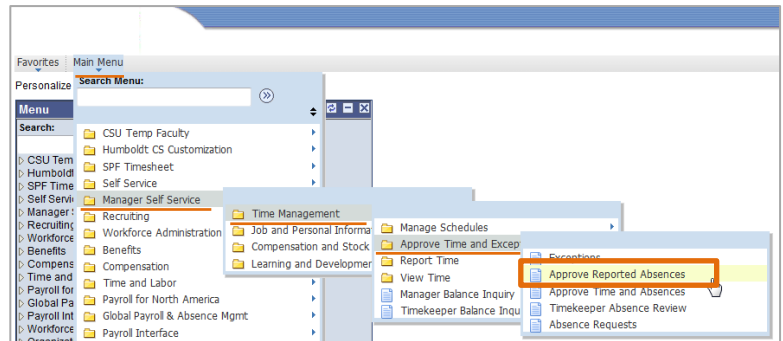 Favorites Main Menu
Personalize
Search Menu:
Menu
Search:
CSU Tem
Humboldt
SPF Time
Self Servi
Manager S
Recruiting
Workforce
Benefits
Compens
Time and
Payroll for
Global Pa
Payroll Int
Workforce
CSU Temp Faculty
Humboldt CS Customization
SPF Timesheet
Self Service
Manager Self Service
Recruiting
Workforce Administration
Benefits
Compensation
Time and Labor
Payroll for North America
Global Payroll & Absence Mgmt
Payroll Interface
Time Management
Job and Personal Informa
Compensation and Stock
Learning and Developmer
Manage Schedules
Approve Time and Excep
Report Time
View Time
Manager Balance Inquiry
Timekeeper Balance Inqu
Exceptions
Approve Reported Absences
Approve Time and Absences
Timekeeper Absence Review
Absence Requests